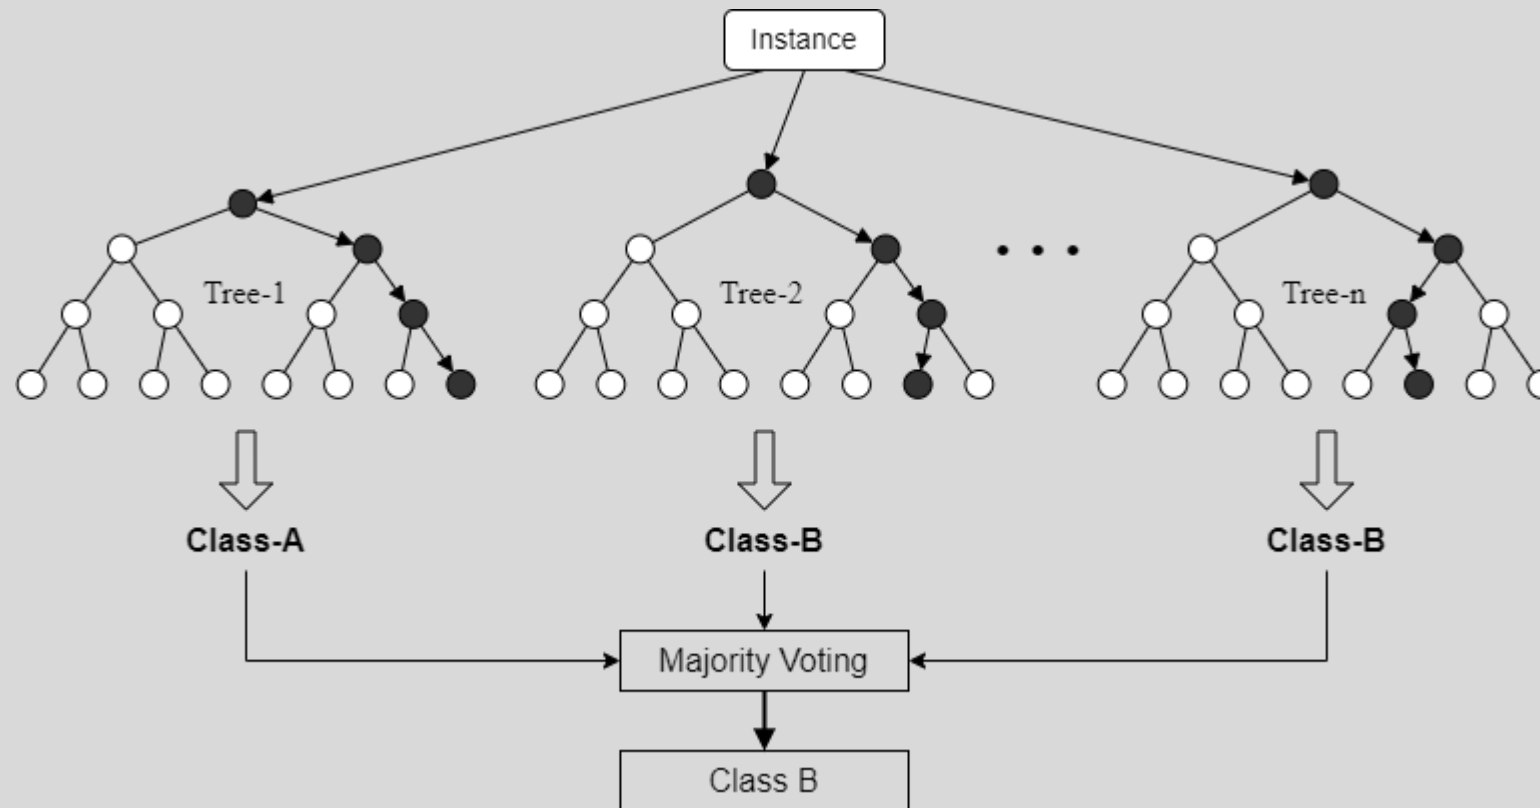 Instance
Tree-1
Tree-2
. . .
Tree-n
Class-A
Class-B
Class-B
Majority Voting
Class B